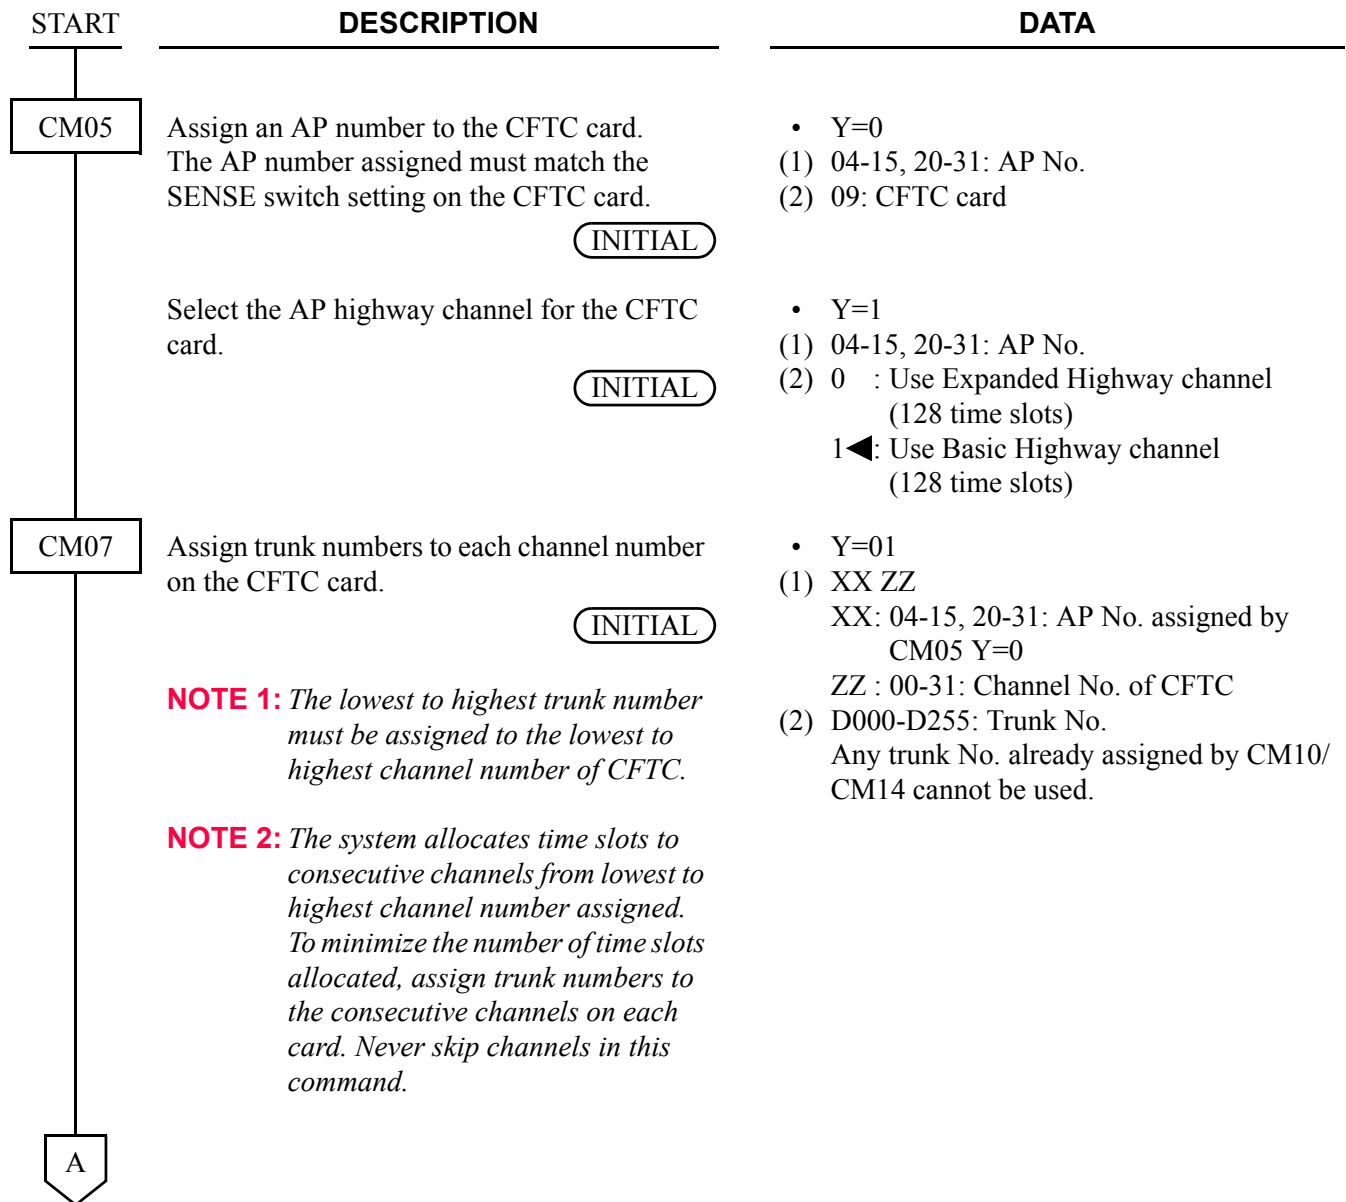 START DESCRIPTION DATA
CM05 Assign an AP number to the CFTC card. • Y=0
The AP number assigned must match the (1) 04-15, 20-31: AP No.
SENSE switch setting on the CFTC card. (2) 09: CFTC card
INITIAL
Select the AP highway channel for the CFTC • Y=1
card. (1) 04-15, 20-31: AP No.
INITIAL (2) 0 : Use Expanded Highway channel
(128 time slots)
1◀: Use Basic Highway channel
(128 time slots)
CM07 Assign trunk numbers to each channel number • Y=01
on the CFTC card. (1) XX ZZ
INITIAL XX: 04-15, 20-31: AP No. assigned by
CM05 Y=0
ZZ : 00-31: Channel No. of CFTC
NOTE 1: The lowest to highest trunk number (2) D000-D255: Trunk No.
must be assigned to the lowest to Any trunk No. already assigned by CM10/
highest channel number of CFTC. CM14 cannot be used.
NOTE 2: The system allocates time slots to
consecutive channels from lowest to
highest channel number assigned.
To minimize the number of time slots
allocated, assign trunk numbers to
the consecutive channels on each
card. Never skip channels in this
command.
A